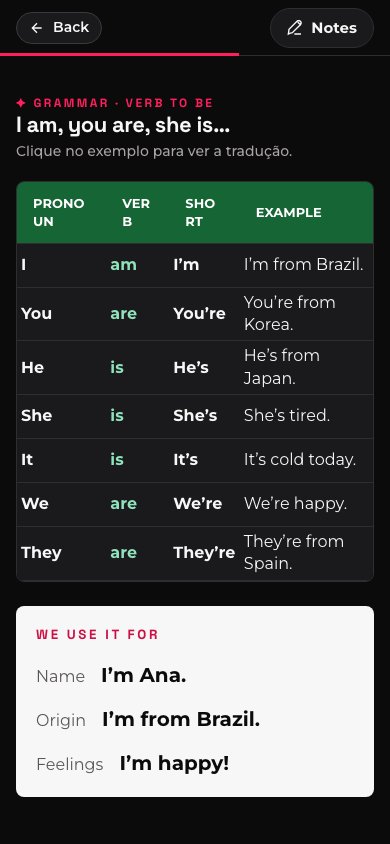 Back
Notes
GRAMMAR · VERB TO BE
I am, you are, she is...
Clique no exemplo para ver a tradução.
PRONO VER SHO EXAMPLE
UN B RT
I am I’m I’m from Brazil.
You are You’re You’re from
Korea.
He is He’s He’s from
Japan.
She is She’s She’s tired.
It is It’s It’s cold today.
We are We’re We’re happy.
They are They’re They’re from
Spain.
WE USE IT FOR
Name I’m Ana.
Origin I’m from Brazil.
Feelings I’m happy!